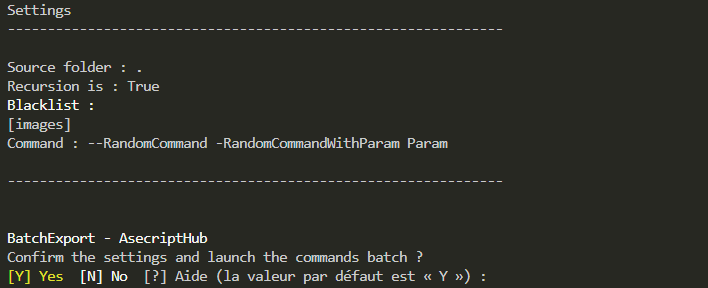 Settings
--------------------------------------------------------------
Source folder : .
Recursion is : True
Blacklist :
[images]
Command : --RandomCommand -RandomCommandWithParam Param
--------------------------------------------------------------
BatchExport - AsecriptHub
Confirm the settings and launch the commands batch ?
[Y] Yes  [N] No  [?] Aide (la valeur par défaut est « Y ») :